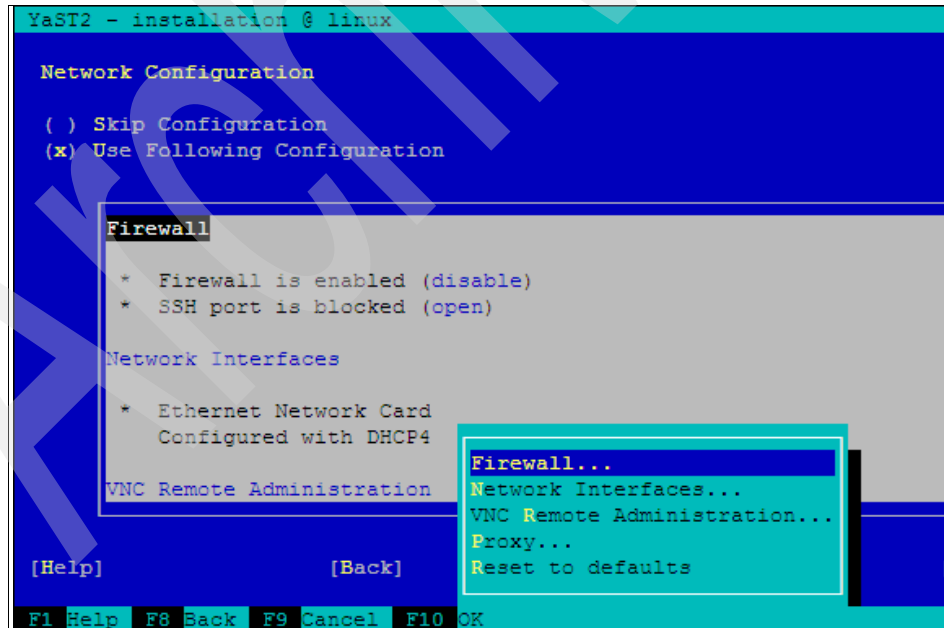 YaST2 - installation @ linux
Network Configuration
( ) Skip Configuration
(x) Use Following Configuration
Firewall
* Firewall is enabled (disable)
* SSH port is blocked (open)
Network Interfaces
* Ethernet Network Card
Configured with DHCP4
VNC Remote Administration
Firewall...
Network Interfaces...
VNC Remote Administration...
Proxy...
Reset to defaults
[Help] [Back]
F1 Help F8 Back F9 Cancel F10 OK